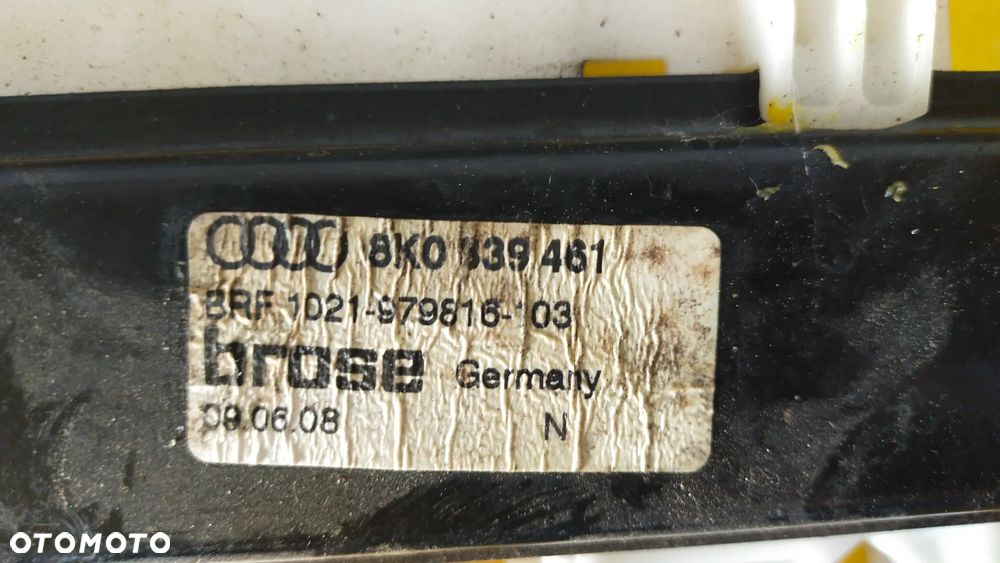 8K0 839 461
BRF 1021-979816-103
brose Germany
09.06.08 N
OTOMOTO